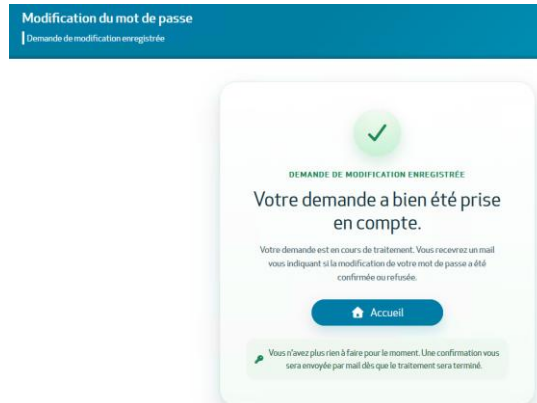 Modification du mot de passe
Demande de modification enregistrée
DEMANDE DE MODIFICATION ENREGISTRÉE
Votre demande a bien été prise
en compte.
Votre demande est en cours de traitement. Vous recevrez un mail
vous indiquant si la modification de votre mot de passe a été
confirmée ou refusée.
Accueil
Vous n'avez plus rien à faire pour le moment. Une confirmation vous
sera envoyée par mail dès que le traitement sera terminé.